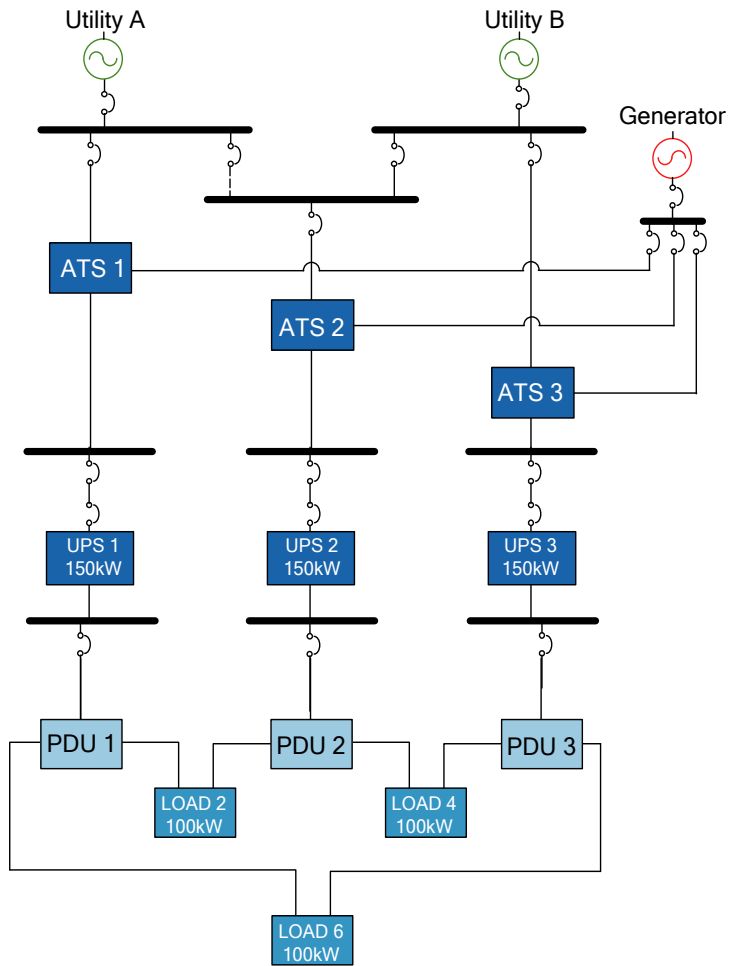 Utility A
Utility B
Generator
ATS 1
ATS 2
ATS 3
UPS 1
150kW
UPS 2
150kW
UPS 3
150kW
PDU 1
PDU 2
PDU 3
LOAD 2
100kW
LOAD 4
100kW
LOAD 6
100kW